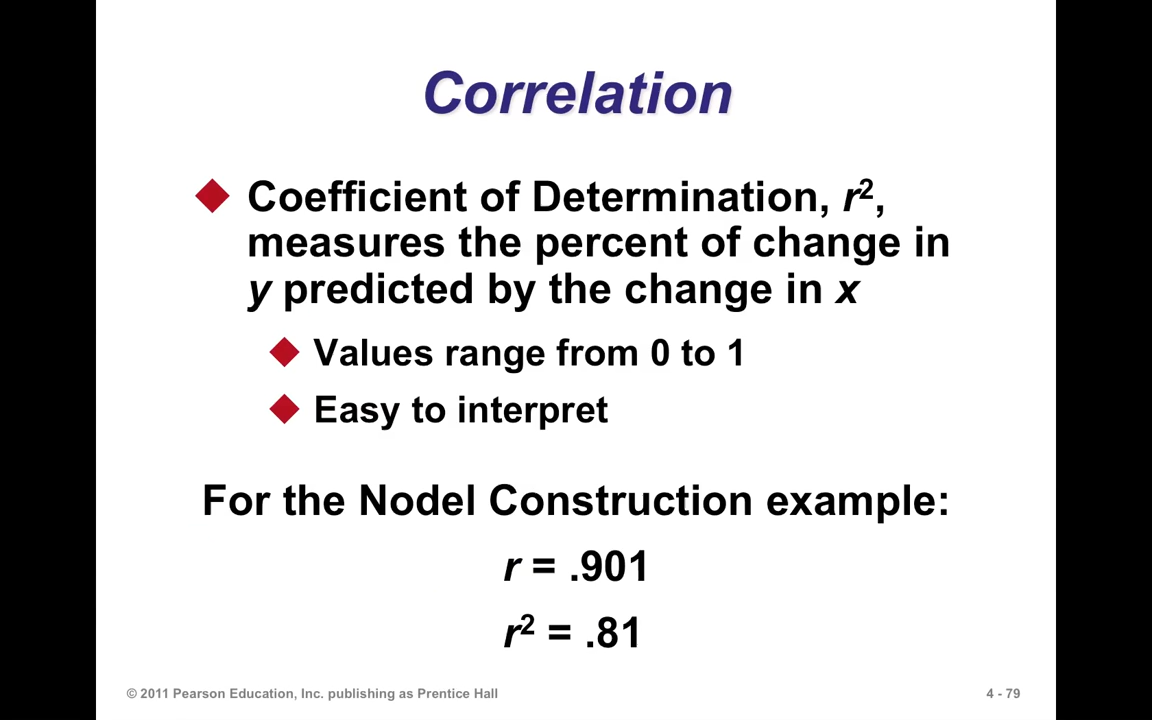 Correlation
Coefficient of Determination, r²,
measures the percent of change in
y predicted by the change in x
Values range from 0 to 1
Easy to interpret
For the Nodel Construction example:
r = .901
r² = .81
© 2011 Pearson Education, Inc. publishing as Prentice Hall
4 - 79